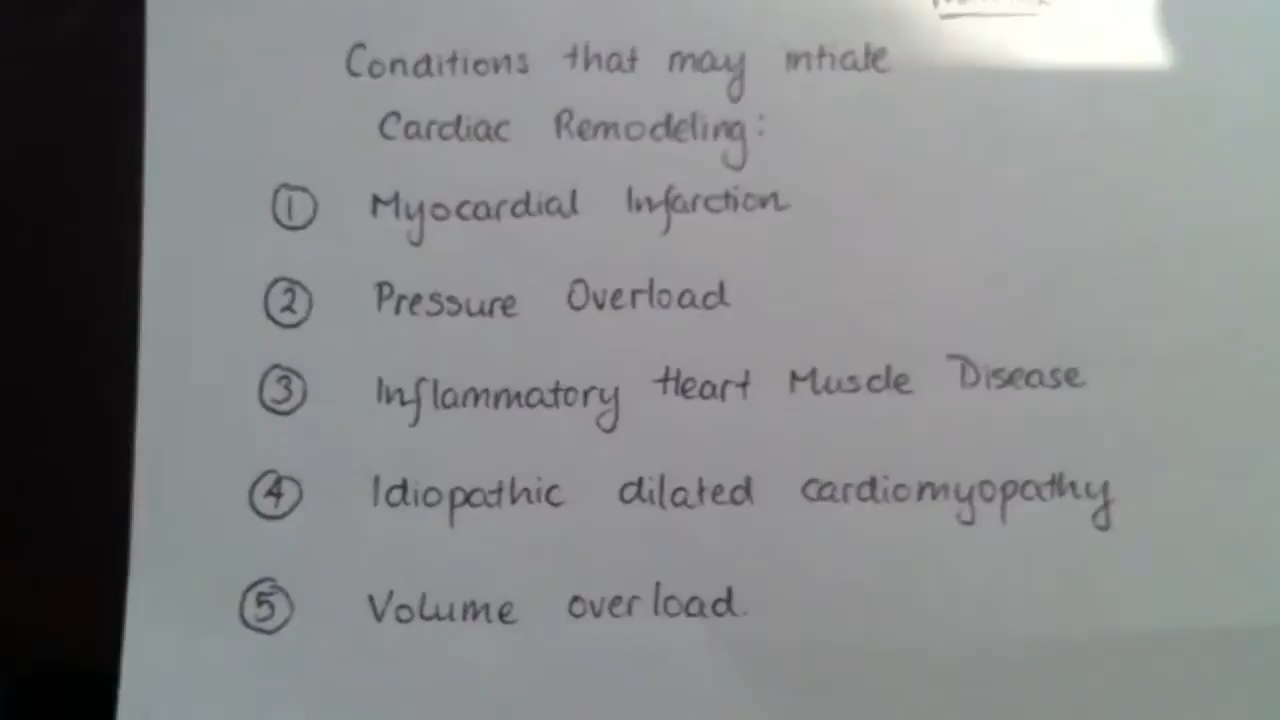 Conditions that may intiate
Cardiac Remodeling:
① Myocardial Infarction
② Pressure Overload
③ Inflammatory Heart Muscle Disease
④ Idiopathic dilated cardiomyopathy
⑤ Volume overload.